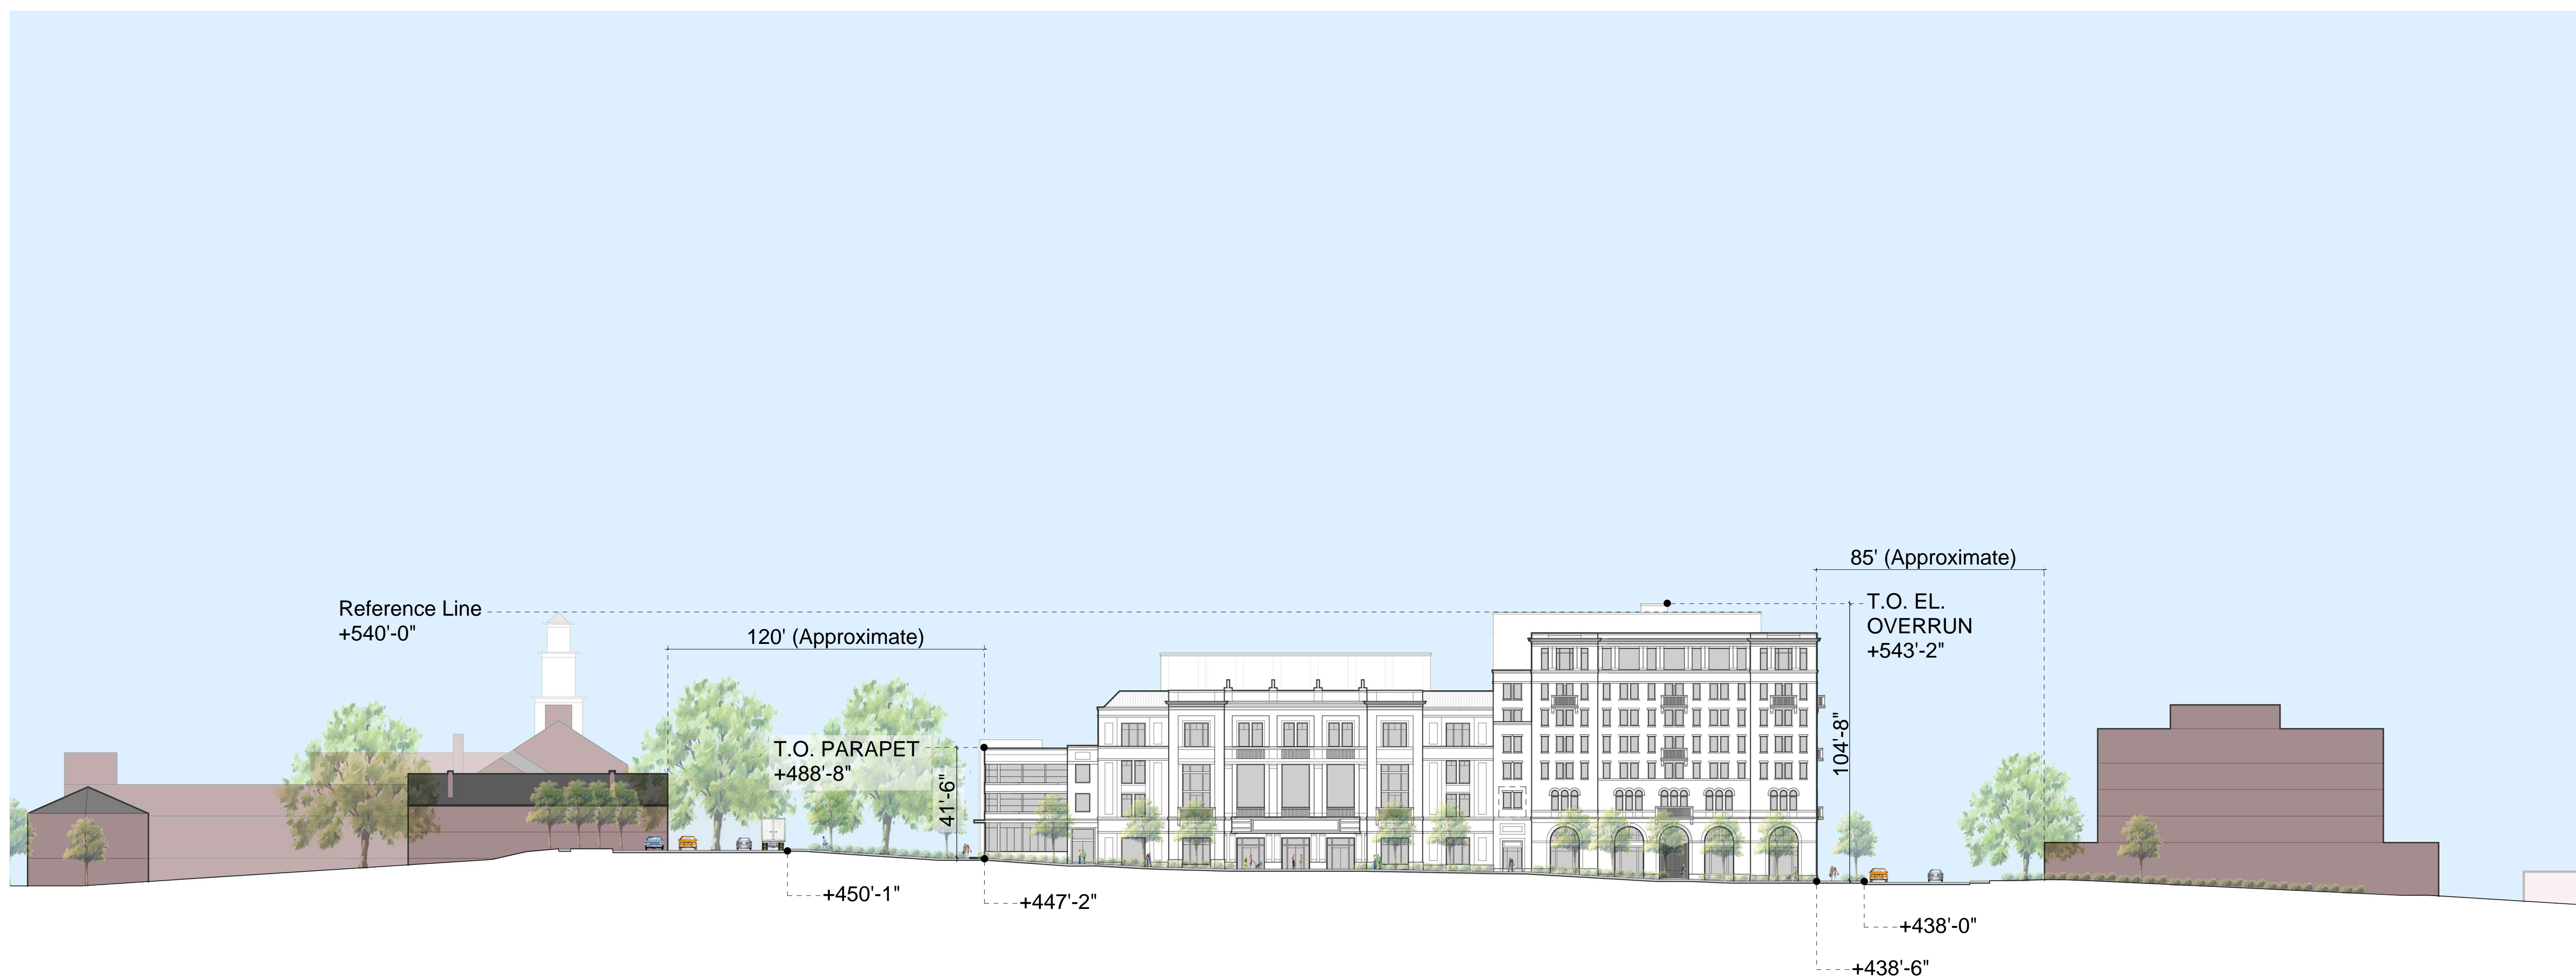 85' (Approximate)
Reference Line
+540'-0"
T.O. EL.
OVERRUN
+543'-2"
120' (Approximate)
T.O. PARAPET
+488'-8"
41'-6"
104'-8"
+450'-1"
+447'-2"
+438'-0"
+438'-6"